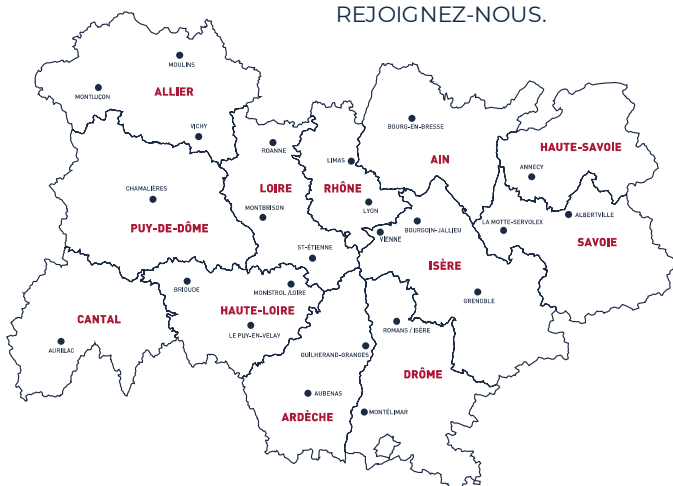 REJOIGNEZ-NOUS.
MOULINS
MONTLUÇON
ALLIER
VICHY
BOURG-EN-BRESSE
ROANNE
LIMAS
AIN
HAUTE-SAVOIE
ANNECY
CHAMALIÈRES
LOIRE
RHÔNE
MONTBRISON
LYON
PUY-DE-DÔME
VIENNE
BOURGOIN-JALLIEU
LA MOTTE-SERVOLEX
ALBERTVILLE
SAVOIE
ST-ÉTIENNE
ISÈRE
BRIOUDE
MONISTROL /LOIRE
GRENOBLE
CANTAL
HAUTE-LOIRE
LE PUY-EN-VELAY
ROMANS / ISÈRE
AURILLAC
GUILHERAND-GRANGES
DRÔME
AUBENAS
ARDÈCHE
MONTÉLIMAR